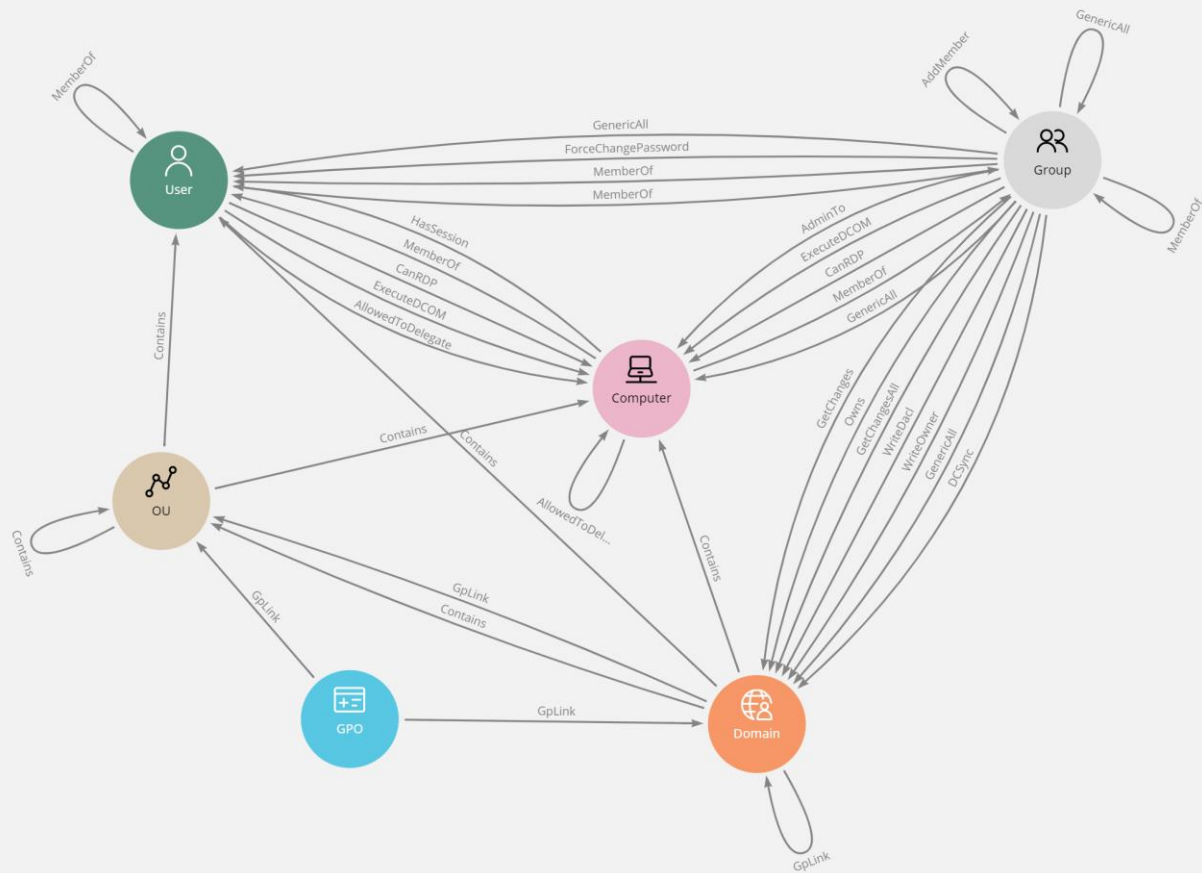 GenericAll
MemberOf
AddMember
GenericAll
ForceChangePassword
MemberOf
MemberOf
User
Group
MemberOf
HasSession
MemberOf
CanRDP
ExecuteDCOM
AllowedToDelegate
AdminTo
ExecuteDCOM
CanRDP
MemberOf
GenericAll
Contains
Computer
GetChanges
Owns
GetChangesAll
WriteDacl
WriteOwner
GenericAll
DCSync
Contains
Contains
OU
AllowedToDel...
Contains
Contains
GpLink
Contains
GpLink
GPO
GpLink
Domain
GpLink